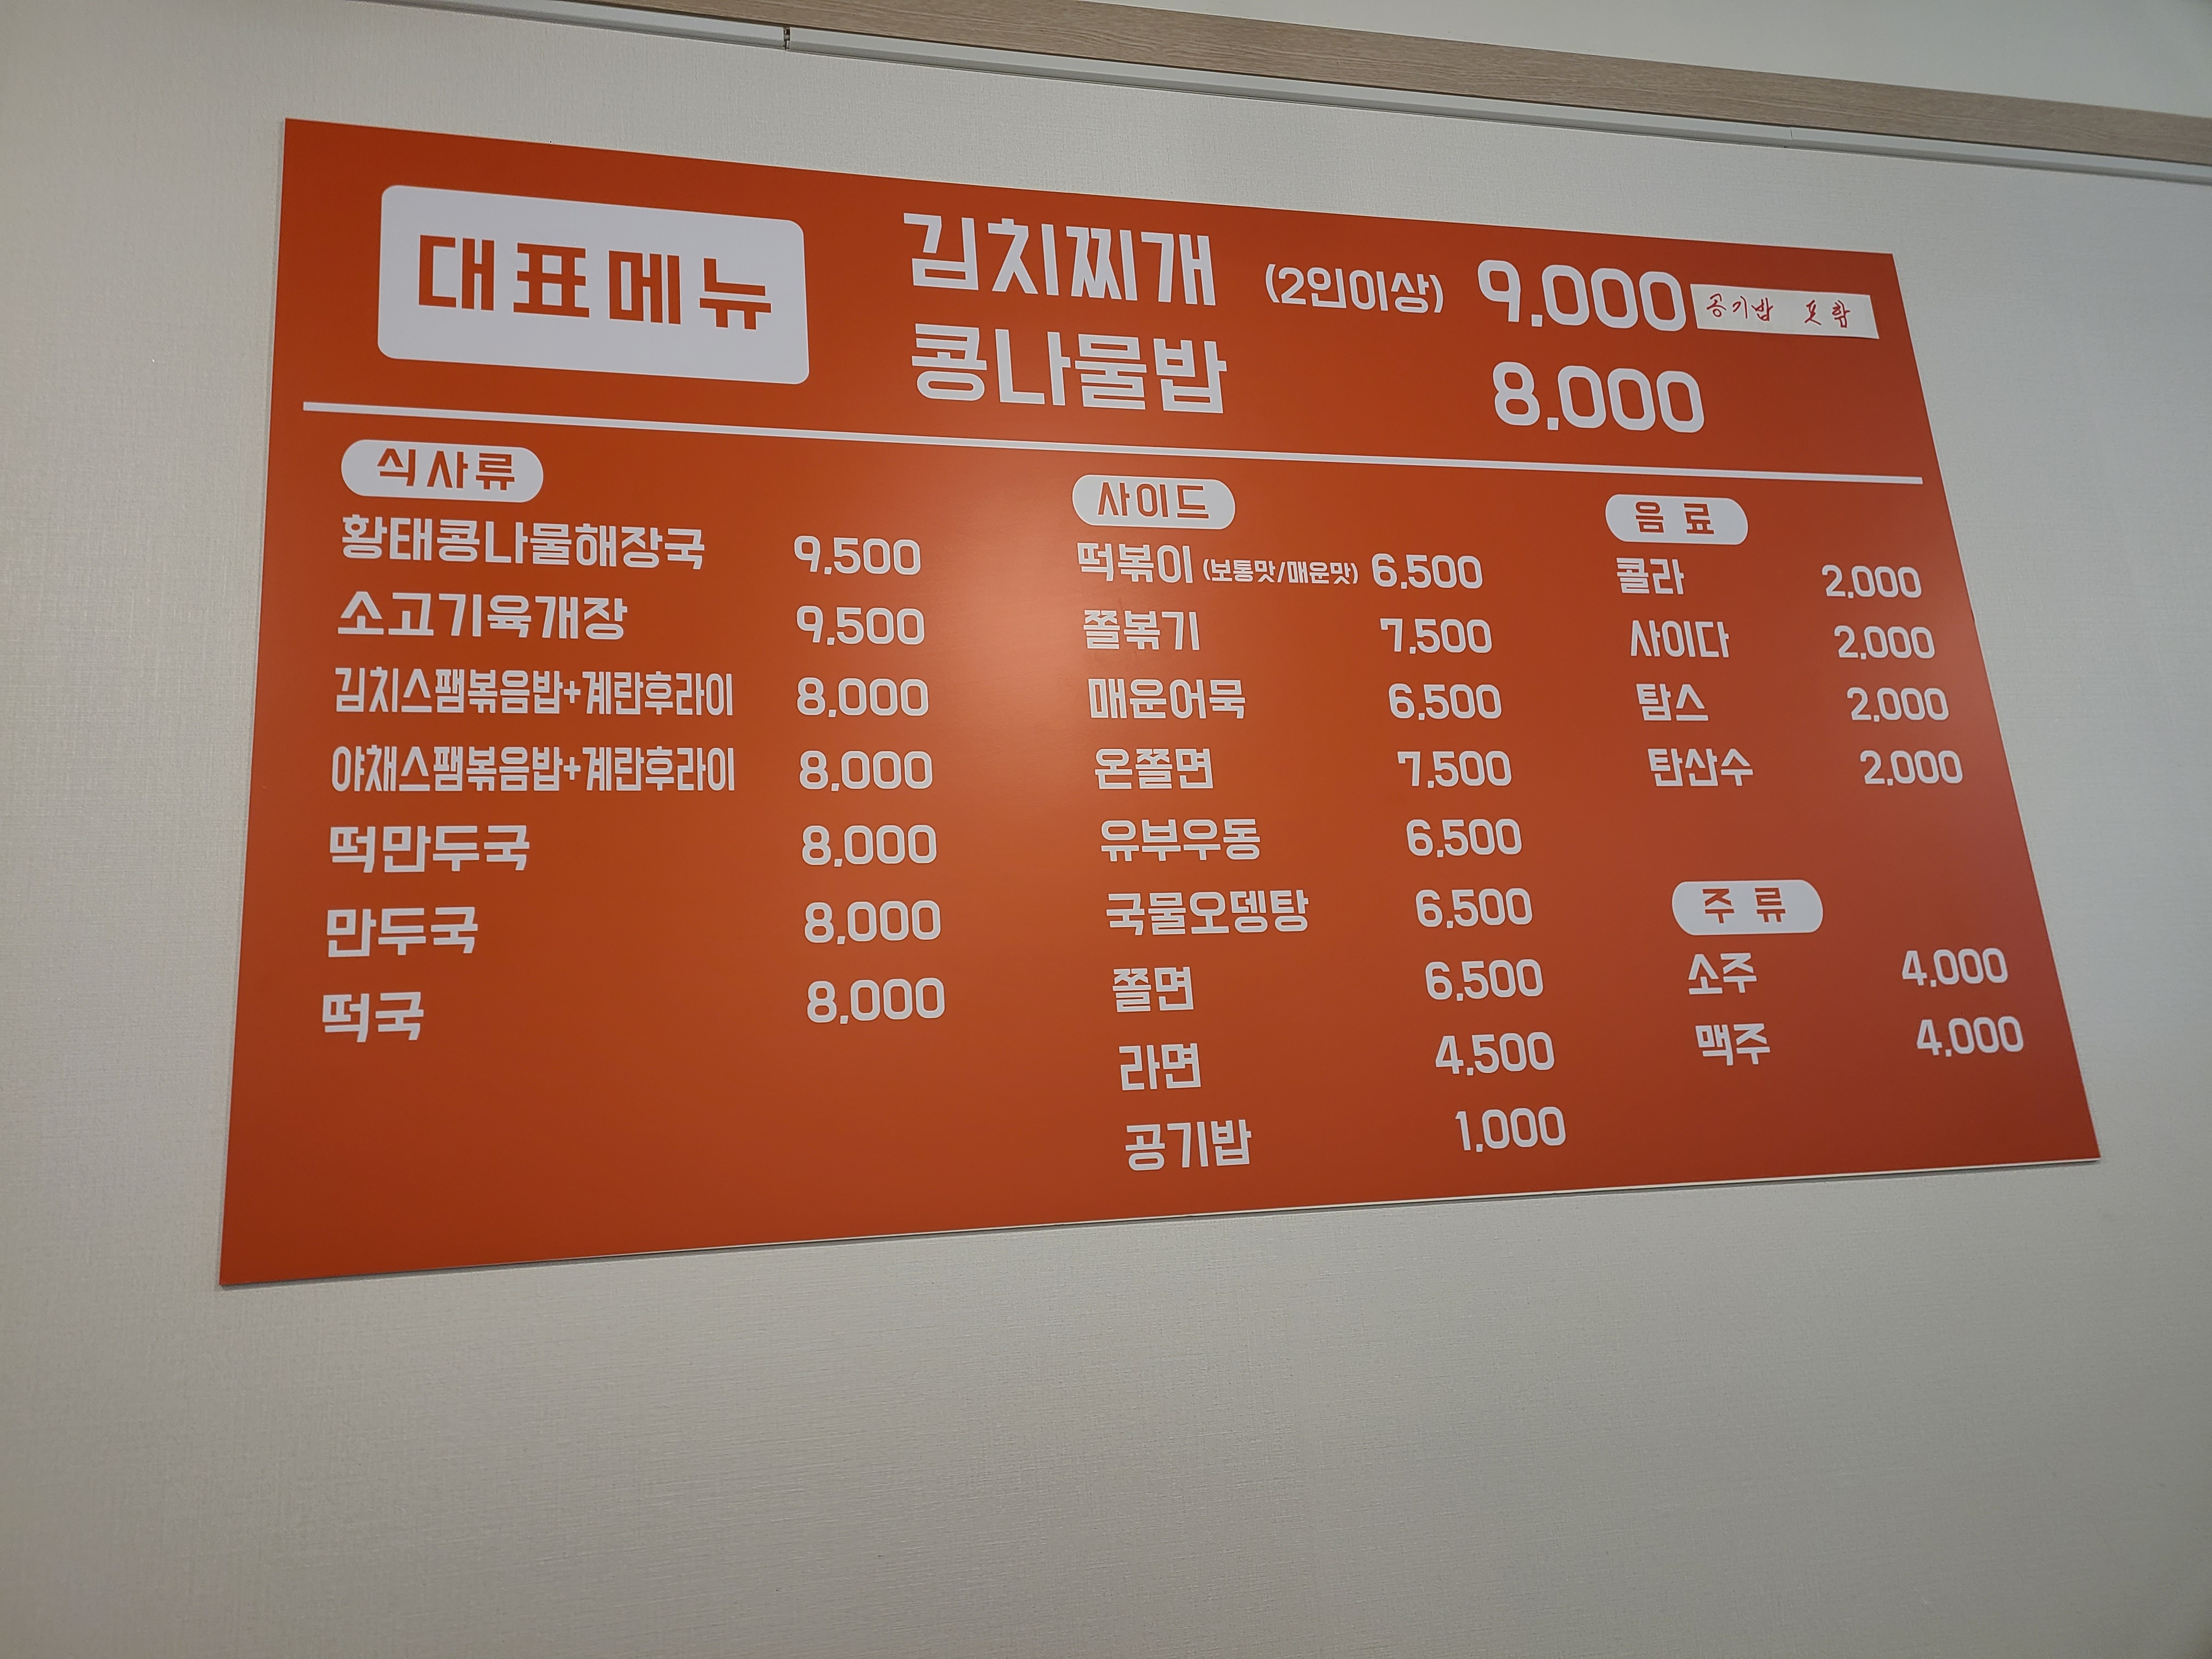 대표메뉴
김치찌개 (2인이상) 9,000 공기밥 포함
콩나물밥 8,000
식사류
황태콩나물해장국 9,500
소고기육개장 9,500
김치스팸볶음밥+계란후라이 8,000
야채스팸볶음밥+계란후라이 8,000
떡만두국 8,000
만두국 8,000
떡국 8,000
사이드
떡볶이 (보통맛/매운맛) 6,500
쫄볶기 7,500
매운어묵 6,500
온쫄면 7,500
유부우동 6,500
국물오뎅탕 6,500
쫄면 6,500
라면 4,500
공기밥 1,000
음료
콜라 2,000
사이다 2,000
탐스 2,000
탄산수 2,000
주류
소주 4,000
맥주 4,000